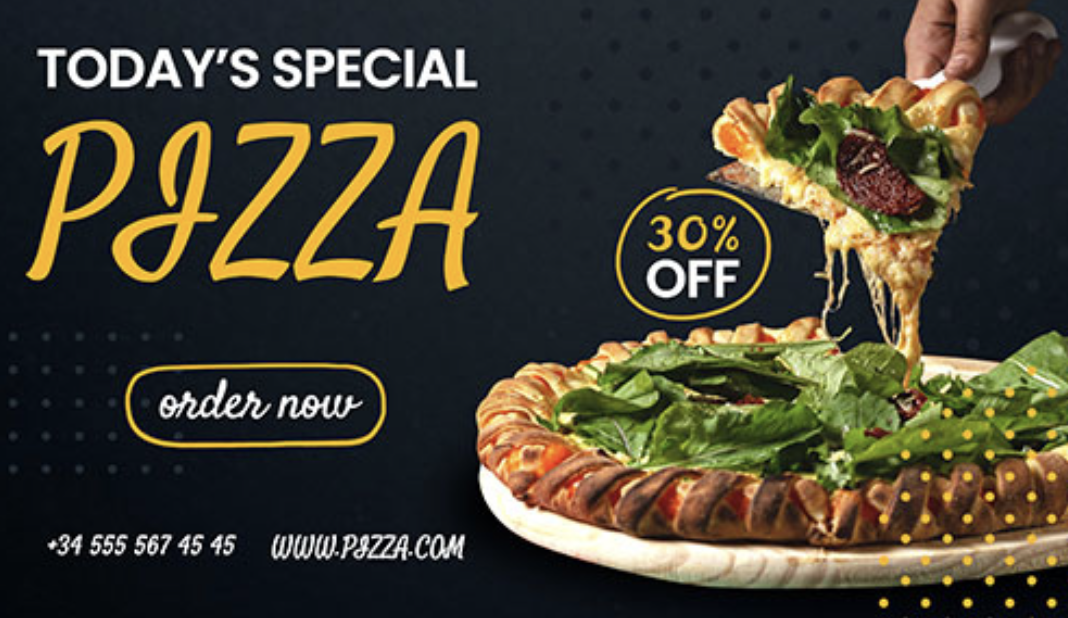 TODAY'S SPECIAL
PIZZA
30%
OFF
order now
+34 555 567 45 45 WWW.PIZZA.COM